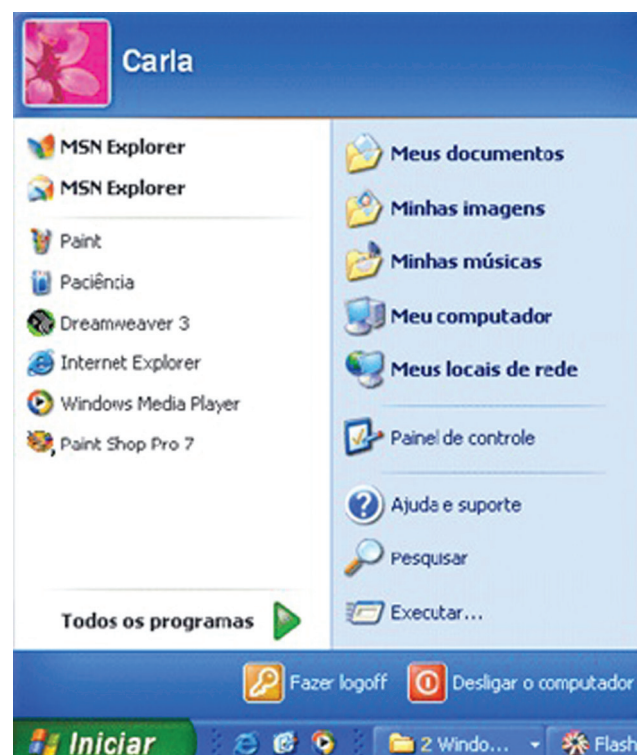 Carla
MSN Explorer
MSN Explorer
Paint
Paciência
Dreamweaver 3
Internet Explorer
Windows Media Player
Paint Shop Pro 7
Todos os programas
Meus documentos
Minhas imagens
Minhas músicas
Meu computador
Meus locais de rede
Painel de controle
Ajuda e suporte
Pesquisar
Executar...
Fazer logoff
Desligar o computador
Iniciar
2 Windo...
Flash